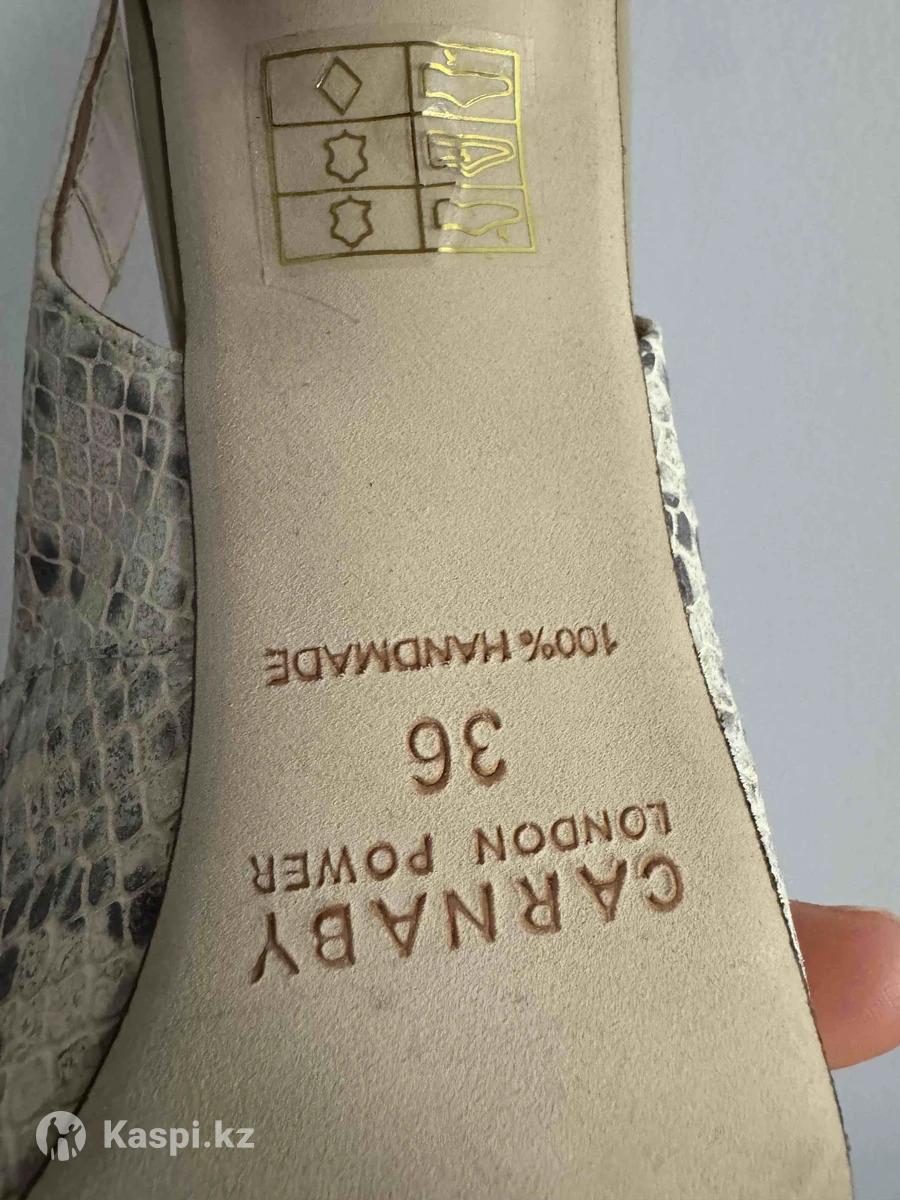 CARNABY
LONDON POWER
36
100% HANDMADE
Kaspi.kz